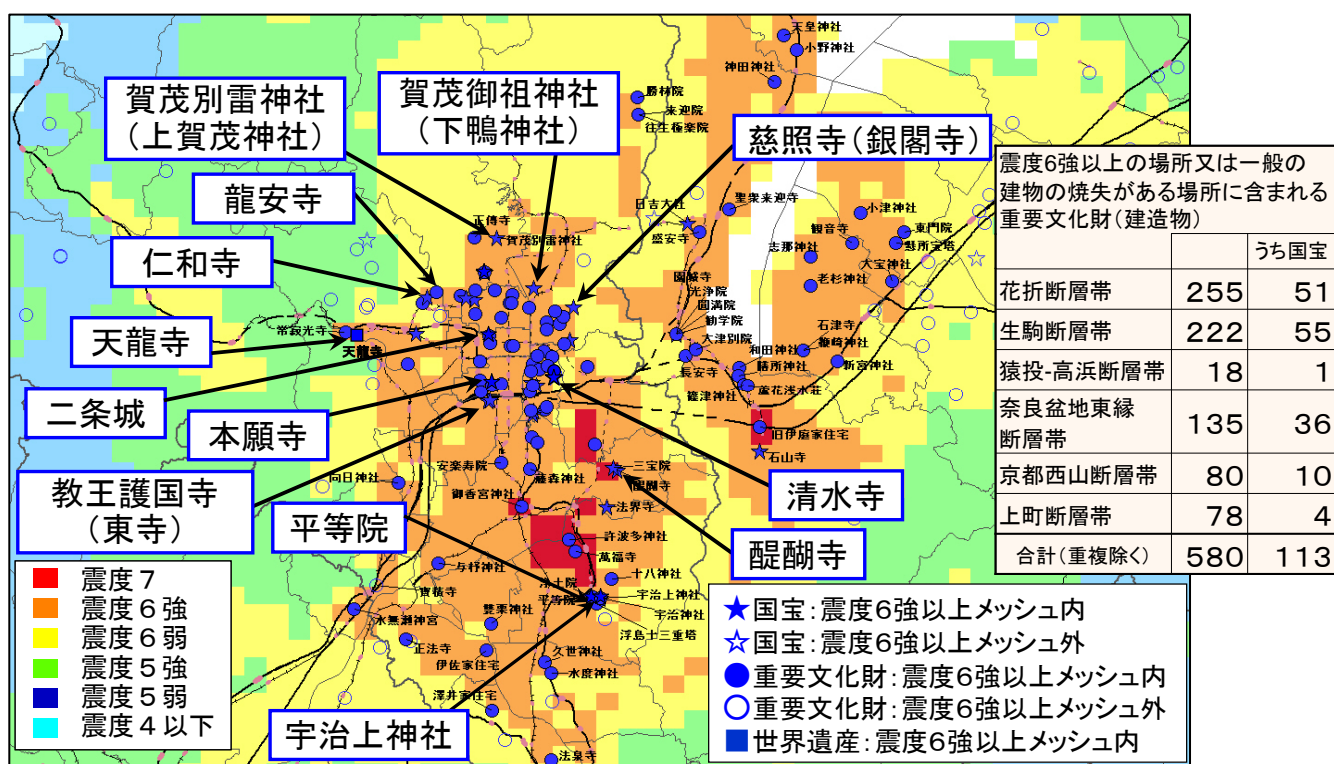 賀茂別雷神社
（上賀茂神社）
賀茂御祖神社
（下鴨神社）
慈照寺（銀閣寺）
龍安寺
仁和寺
天龍寺
二条城
本願寺
教王護国寺
（東寺）
平等院
宇治上神社
清水寺
醍醐寺
天皇神社
小野神社
神田神社
勝林院
来迎院
往生極楽院
聖衆来迎寺
日吉大社
盛安寺
正傳寺
賀茂別雷神社
小津神社
観音寺
東門院
懸所宝塔
志那神社
大宝神社
老杉神社
園城寺
光浄院
圓満院
勧学院
大津別院
石津寺
鞭崎神社
和田神社
膳所神社
新宮神社
長安寺
蘆花浅水荘
篠津神社
常寂光寺
天龍寺
旧伊庭家住宅
石山寺
安楽寿院
三宝院
醍醐寺
藤森神社
向日神社
御香宮神社
法界寺
許波多神社
萬福寺
与杼神社
十八神社
浄土院
寶積寺
平等院
宇治上神社
宇治神社
水無瀬神宮
雙栗神社
浮島十三重塔
正法寺
久世神社
伊佐家住宅
水度神社
澤井家住宅
法泉寺
震度７
震度６強
震度６弱
震度５強
震度５弱
震度４以下
★国宝：震度６強以上メッシュ内
☆国宝：震度６強以上メッシュ外
●重要文化財：震度６強以上メッシュ内
○重要文化財：震度６強以上メッシュ外
■世界遺産：震度６強以上メッシュ内
震度6強以上の場所又は一般の
建物の焼失がある場所に含まれる
重要文化財（建造物）
うち国宝
花折断層帯 255 51
生駒断層帯 222 55
猿投-高浜断層帯 18 1
奈良盆地東縁
断層帯 135 36
京都西山断層帯 80 10
上町断層帯 78 4
合計（重複除く） 580 113